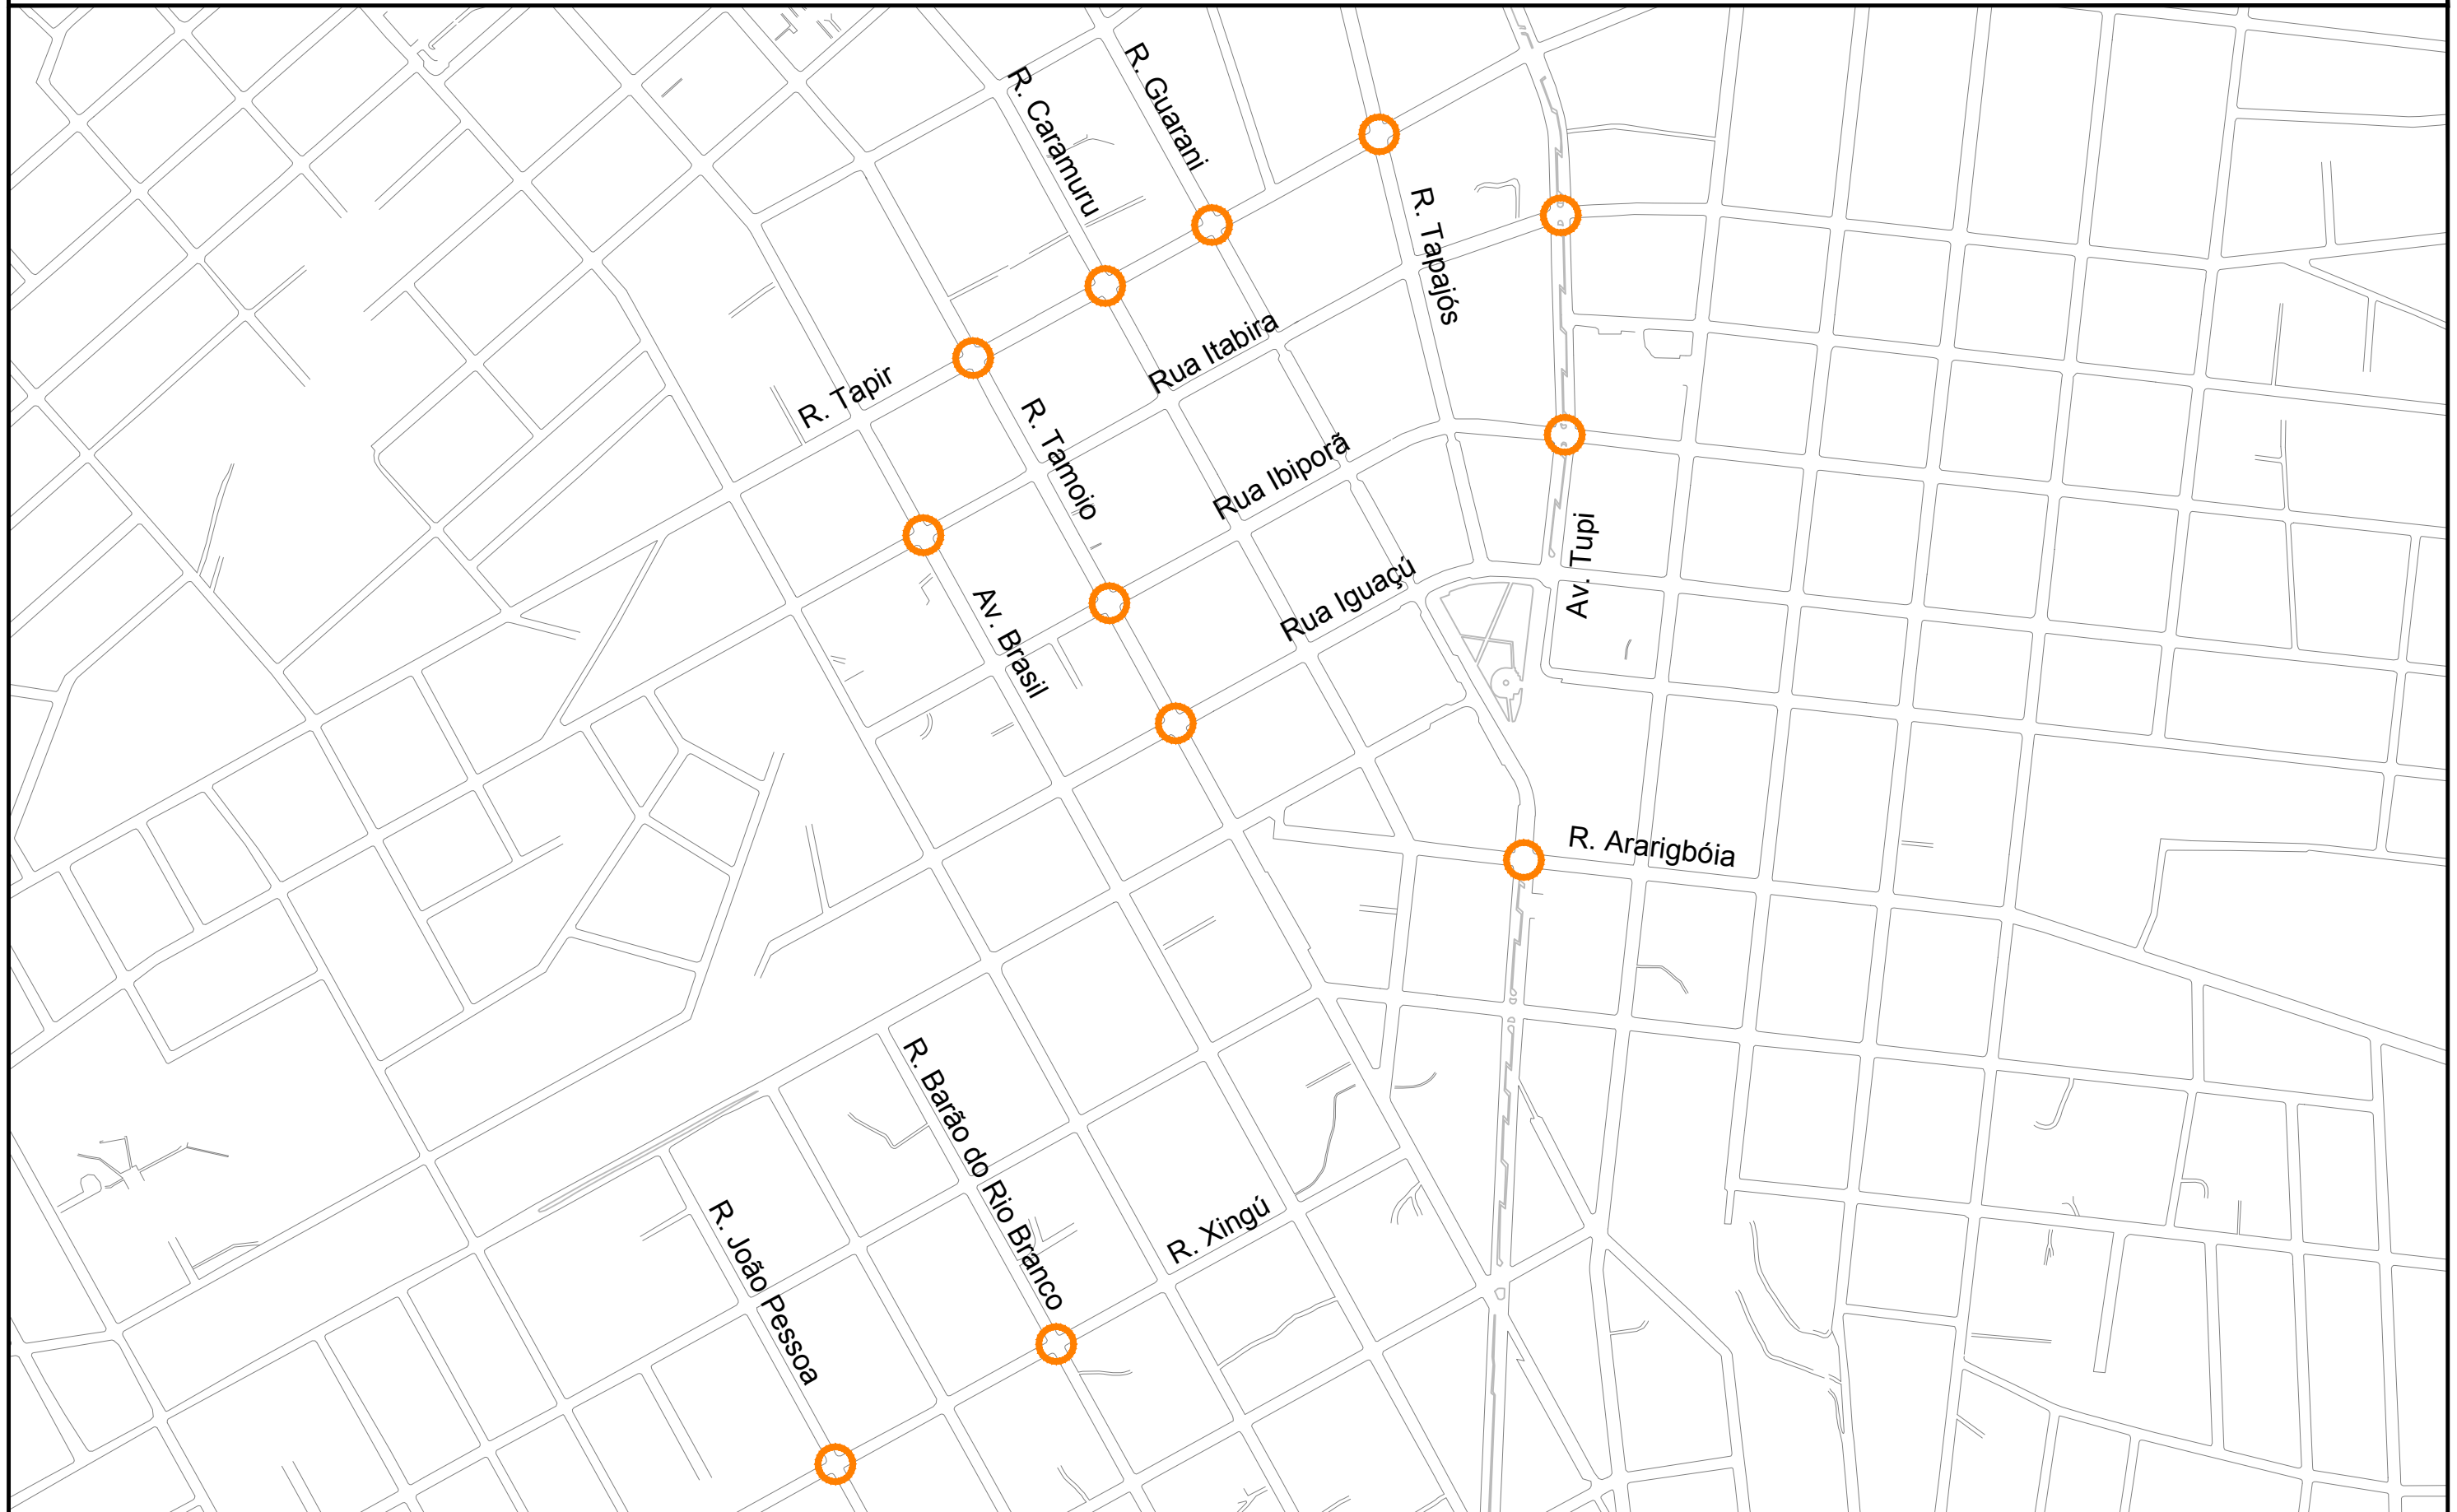 R. Guarani
R. Caramuru
R. Tapajós
Rua Itabira
R. Tapir
R. Tamoio
Rua Ibiporã
Av. Tupi
Rua Iguaçú
Av. Brasil
R. Ararigbóia
R. Barão do Rio Branco
R. Xingú
R. João Pessoa